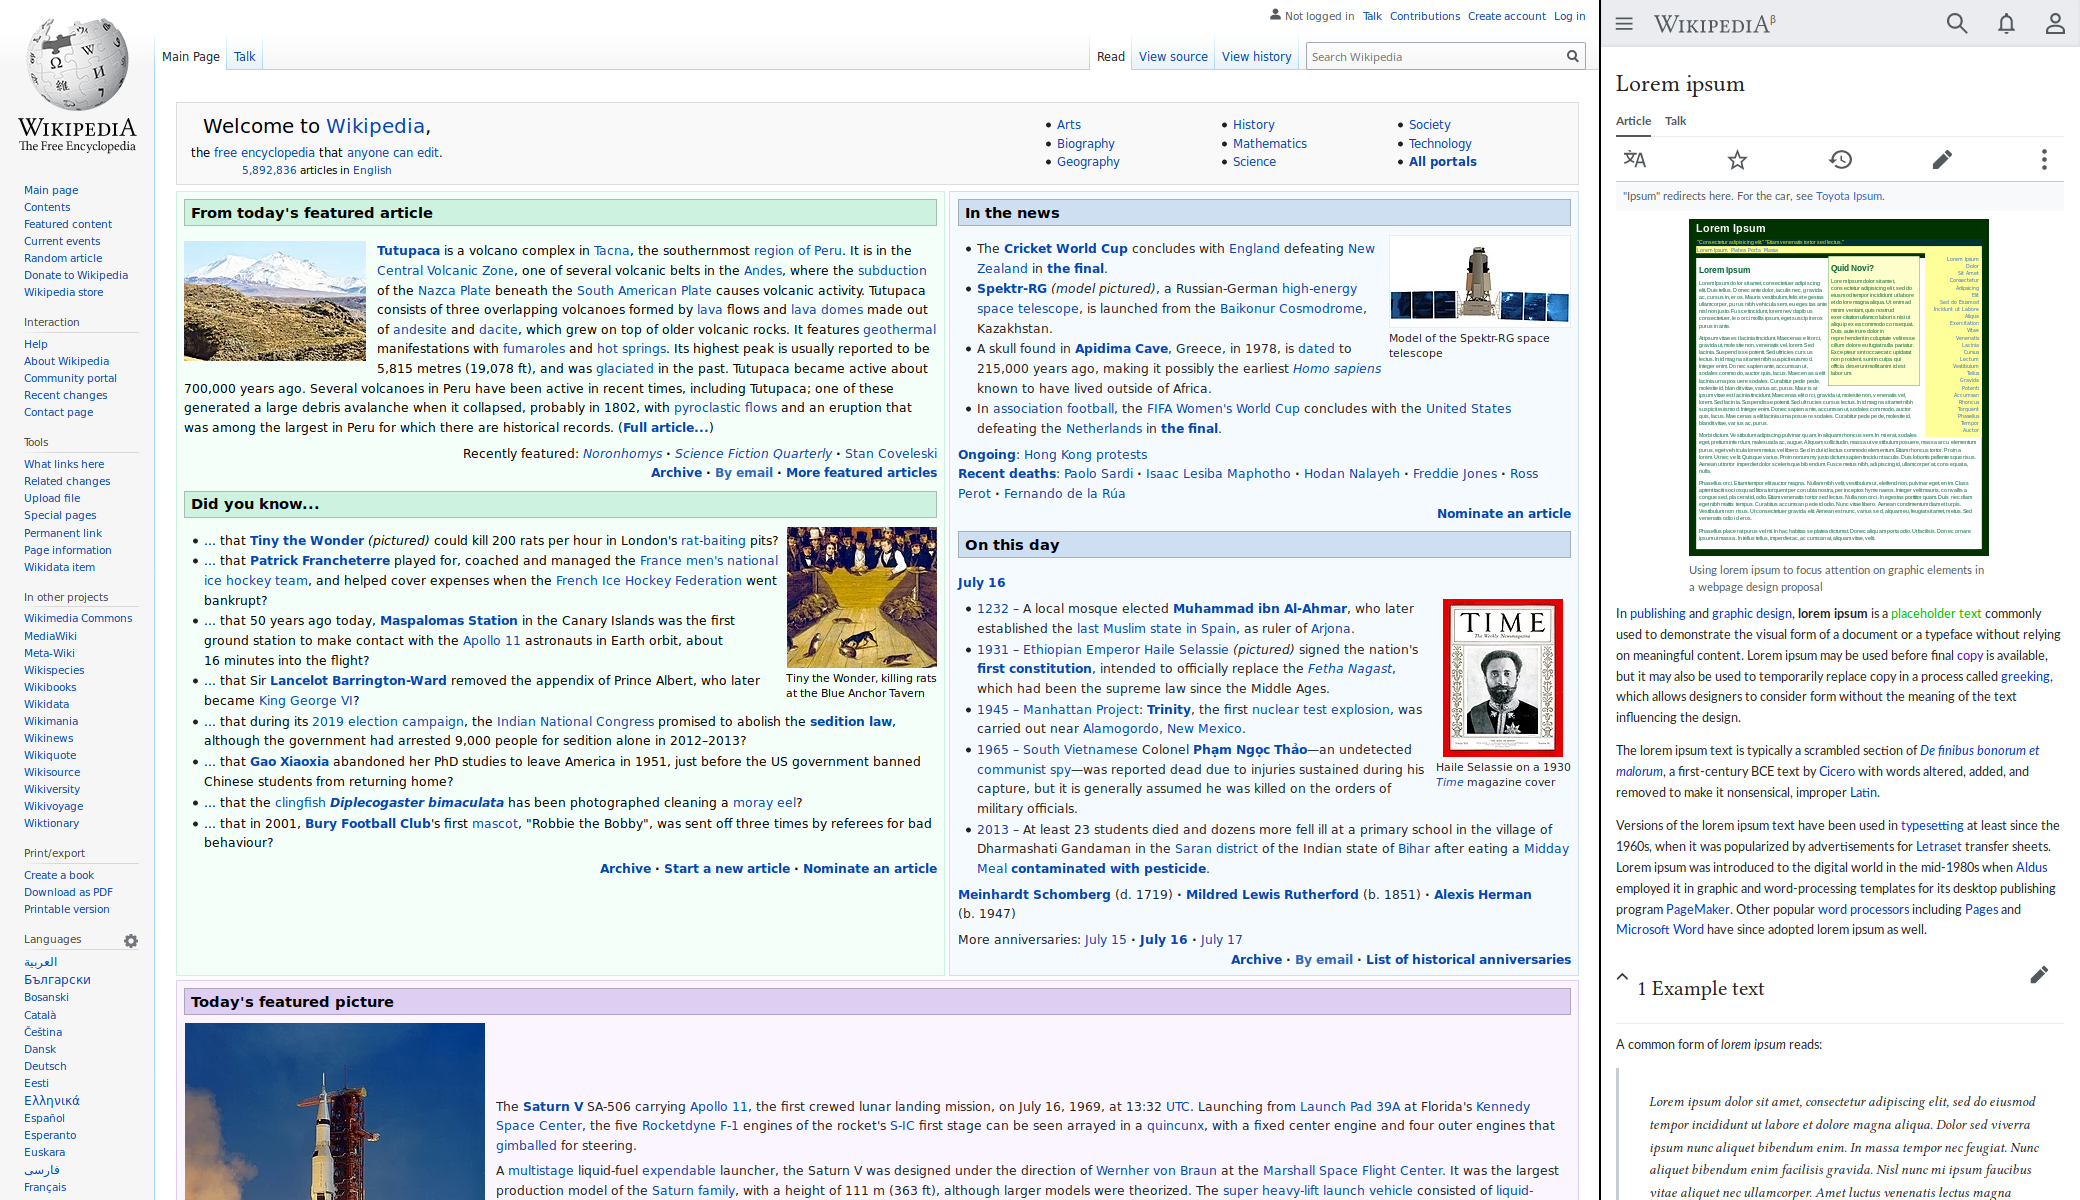 Not logged in Talk Contributions Create account Log in
Main Page Talk Read View source View history Search Wikipedia
WIKIPEDIA
The Free Encyclopedia
Main page
Contents
Featured content
Current events
Random article
Donate to Wikipedia
Wikipedia store
Interaction
Help
About Wikipedia
Community portal
Recent changes
Contact page
Tools
What links here
Related changes
Upload file
Special pages
Permanent link
Page information
Wikidata item
In other projects
Wikimedia Commons
MediaWiki
Meta-Wiki
Wikispecies
Wikibooks
Wikidata
Wikimania
Wikinews
Wikiquote
Wikisource
Wikiversity
Wikivoyage
Wiktionary
Print/export
Create a book
Download as PDF
Printable version
Languages
العربية
Български
Bosanski
Català
Čeština
Dansk
Deutsch
Eesti
Ελληνικά
Español
Esperanto
Euskara
فارسی
Français
Welcome to Wikipedia,
the free encyclopedia that anyone can edit.
5,892,836 articles in English
Arts
Biography
Geography
History
Mathematics
Science
Society
Technology
All portals
From today's featured article
Tutupaca is a volcano complex in Tacna, the southernmost region of Peru. It is in the
Central Volcanic Zone, one of several volcanic belts in the Andes, where the subduction
of the Nazca Plate beneath the South American Plate causes volcanic activity. Tutupaca
consists of three overlapping volcanoes formed by lava flows and lava domes made out
of andesite and dacite, which grew on top of older volcanic rocks. It features geothermal
manifestations with fumaroles and hot springs. Its highest peak is usually reported to be
5,815 metres (19,078 ft), and was glaciated in the past. Tutupaca became active about
700,000 years ago. Several volcanoes in Peru have been active in recent times, including Tutupaca; one of these
generated a large debris avalanche when it collapsed, probably in 1802, with pyroclastic flows and an eruption that
was among the largest in Peru for which there are historical records. (Full article...)
Recently featured: Noronhomys · Science Fiction Quarterly · Stan Coveleski
Archive · By email · More featured articles
Did you know...
... that Tiny the Wonder (pictured) could kill 200 rats per hour in London's rat-baiting pits?
... that Patrick Francheterre played for, coached and managed the France men's national
ice hockey team, and helped cover expenses when the French Ice Hockey Federation went
bankrupt?
... that 50 years ago today, Maspalomas Station in the Canary Islands was the first
ground station to make contact with the Apollo 11 astronauts in Earth orbit, about
16 minutes into the flight?
... that Sir Lancelot Barrington-Ward removed the appendix of Prince Albert, who later
became King George VI?
... that during its 2019 election campaign, the Indian National Congress promised to abolish the sedition law,
although the government had arrested 9,000 people for sedition alone in 2012–2013?
... that Gao Xiaoxia abandoned her PhD studies to leave America in 1951, just before the US government banned
Chinese students from returning home?
... that the clingfish Diplecogaster bimaculata has been photographed cleaning a moray eel?
... that in 2001, Bury Football Club's first mascot, "Robbie the Bobby", was sent off three times by referees for bad
behaviour?
Tiny the Wonder, killing rats
at the Blue Anchor Tavern
Archive · Start a new article · Nominate an article
In the news
The Cricket World Cup concludes with England defeating New
Zealand in the final.
Spektr-RG (model pictured), a Russian-German high-energy
space telescope, is launched from the Baikonur Cosmodrome,
Kazakhstan.
A skull found in Apidima Cave, Greece, in 1978, is dated to
215,000 years ago, making it possibly the earliest Homo sapiens
known to have lived outside of Africa.
In association football, the FIFA Women's World Cup concludes with the United States
defeating the Netherlands in the final.
Model of the Spektr-RG space
telescope
Ongoing: Hong Kong protests
Recent deaths: Paolo Sardi · Isaac Lesiba Maphotho · Hodan Nalayeh · Freddie Jones · Ross
Perot · Fernando de la Rúa
Nominate an article
On this day
July 16
1232 – A local mosque elected Muhammad ibn Al-Ahmar, who later
established the last Muslim state in Spain, as ruler of Arjona.
1931 – Ethiopian Emperor Haile Selassie (pictured) signed the nation's
first constitution, intended to officially replace the Fetha Nagast,
which had been the supreme law since the Middle Ages.
1945 – Manhattan Project: Trinity, the first nuclear test explosion, was
carried out near Alamogordo, New Mexico.
1965 – South Vietnamese Colonel Phạm Ngọc Thảo—an undetected
communist spy—was reported dead due to injuries sustained during his
capture, but it is generally assumed he was killed on the orders of
military officials.
2013 – At least 23 students died and dozens more fell ill at a primary school in the village of
Dharmashati Gandaman in the Saran district of the Indian state of Bihar after eating a Midday
Meal contaminated with pesticide.
TIME
The Weekly Newsmagazine
Haile Selassie on a 1930
Time magazine cover
Meinhardt Schomberg (d. 1719) · Mildred Lewis Rutherford (b. 1851) · Alexis Herman
(b. 1947)
More anniversaries: July 15 · July 16 · July 17
Archive · By email · List of historical anniversaries
Today's featured picture
The Saturn V SA-506 carrying Apollo 11, the first crewed lunar landing mission, on July 16, 1969, at 13:32 UTC. Launching from Launch Pad 39A at Florida's Kennedy
Space Center, the five Rocketdyne F-1 engines of the rocket's S-IC first stage can be seen arrayed in a quincunx, with a fixed center engine and four outer engines that
gimballed for steering.
A multistage liquid-fuel expendable launcher, the Saturn V was designed under the direction of Wernher von Braun at the Marshall Space Flight Center. It was the largest
production model of the Saturn family, with a height of 111 m (363 ft), although larger models were theorized. The super heavy-lift launch vehicle consisted of liquid-
WIKIPEDIA β
Lorem ipsum
Article Talk
"Ipsum" redirects here. For the car, see Toyota Ipsum.
Lorem Ipsum
"Consectetur adipisicing elit." "Etiam venenatis tortor sed lectus."
Lorem Ipsum
Quid Novi?
Lorem Ipsum
Dolor
Sit Amet
Consectetur
Adipiscing
Elit
Sed do Eiusmod
Incididunt ut Labore
Aliqua
Exercitation
Vitae
Venenatis
Lacinia
Cursus
Lectum
Vestibulum
Tellus
Gravida
Potenti
Accumsan
Rhoncus
Torquent
Phasellus
Tempor
Auctor
Using lorem ipsum to focus attention on graphic elements in
a webpage design proposal
In publishing and graphic design, lorem ipsum is a placeholder text commonly
used to demonstrate the visual form of a document or a typeface without relying
on meaningful content. Lorem ipsum may be used before final copy is available,
but it may also be used to temporarily replace copy in a process called greeking,
which allows designers to consider form without the meaning of the text
influencing the design.
The lorem ipsum text is typically a scrambled section of De finibus bonorum et
malorum, a first-century BCE text by Cicero with words altered, added, and
removed to make it nonsensical, improper Latin.
Versions of the lorem ipsum text have been used in typesetting at least since the
1960s, when it was popularized by advertisements for Letraset transfer sheets.
Lorem ipsum was introduced to the digital world in the mid-1980s when Aldus
employed it in graphic and word-processing templates for its desktop publishing
program PageMaker. Other popular word processors including Pages and
Microsoft Word have since adopted lorem ipsum as well.
1 Example text
A common form of lorem ipsum reads:
Lorem ipsum dolor sit amet, consectetur adipiscing elit, sed do eiusmod
tempor incididunt ut labore et dolore magna aliqua. Dolor sed viverra
ipsum nunc aliquet bibendum enim. In massa tempor nec feugiat. Nunc
aliquet bibendum enim facilisis gravida. Nisl nunc mi ipsum faucibus
vitae aliquet nec ullamcorper. Amet luctus venenatis lectus magna